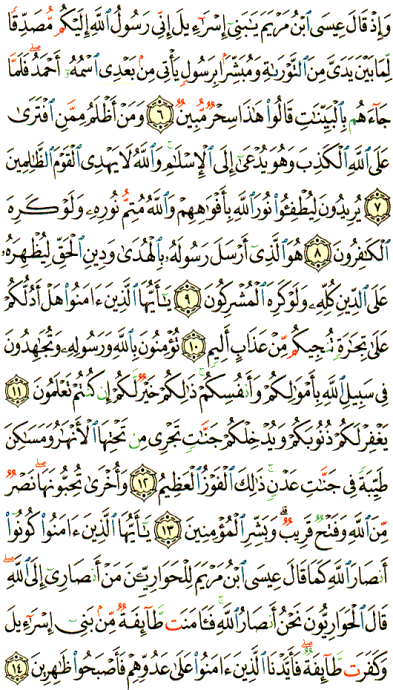 وَإِذْ قَالَ عِيسَى ٱبْنُ مَرْيَمَ يَـٰبَنِىٓ إِسْرَٰٓءِيلَ إِنِّى رَسُولُ ٱللَّهِ إِلَيْكُم مُّصَدِّقًا
لِّمَا بَيْنَ يَدَىَّ مِنَ ٱلتَّوْرَىٰةِ وَمُبَشِّرًۢا بِرَسُولٍ يَأْتِى مِنۢ بَعْدِى ٱسْمُهُۥٓ أَحْمَدُ ۖ فَلَمَّا
جَآءَهُم بِٱلْبَيِّنَـٰتِ قَالُوا۟ هَـٰذَا سِحْرٌ مُّبِينٌ ٦ وَمَنْ أَظْلَمُ مِمَّنِ ٱفْتَرَىٰ
عَلَى ٱللَّهِ ٱلْكَذِبَ وَهُوَ يُدْعَىٰٓ إِلَى ٱلْإِسْلَـٰمِ ۚ وَٱللَّهُ لَا يَهْدِى ٱلْقَوْمَ ٱلظَّـٰلِمِينَ
٧ يُرِيدُونَ لِيُطْفِـُٔوا۟ نُورَ ٱللَّهِ بِأَفْوَٰهِهِمْ وَٱللَّهُ مُتِمُّ نُورِهِۦ وَلَوْ كَرِهَ
ٱلْكَـٰفِرُونَ ٨ هُوَ ٱلَّذِىٓ أَرْسَلَ رَسُولَهُۥ بِٱلْهُدَىٰ وَدِينِ ٱلْحَقِّ لِيُظْهِرَهُۥ
عَلَى ٱلدِّينِ كُلِّهِۦ وَلَوْ كَرِهَ ٱلْمُشْرِكُونَ ٩ يَـٰٓأَيُّهَا ٱلَّذِينَ ءَامَنُوا۟ هَلْ أَدُلُّكُمْ
عَلَىٰ تِجَـٰرَةٍ تُنجِيكُم مِّنْ عَذَابٍ أَلِيمٍ ١٠ تُؤْمِنُونَ بِٱللَّهِ وَرَسُولِهِۦ وَتُجَـٰهِدُونَ
فِى سَبِيلِ ٱللَّهِ بِأَمْوَٰلِكُمْ وَأَنفُسِكُمْ ۚ ذَٰلِكُمْ خَيْرٌ لَّكُمْ إِن كُنتُمْ تَعْلَمُونَ ١١
يَغْفِرْ لَكُمْ ذُنُوبَكُمْ وَيُدْخِلْكُمْ جَنَّـٰتٍ تَجْرِى مِن تَحْتِهَا ٱلْأَنْهَـٰرُ وَمَسَـٰكِنَ
طَيِّبَةً فِى جَنَّـٰتِ عَدْنٍ ۚ ذَٰلِكَ ٱلْفَوْزُ ٱلْعَظِيمُ ١٢ وَأُخْرَىٰ تُحِبُّونَهَا ۖ نَصْرٌ
مِّنَ ٱللَّهِ وَفَتْحٌ قَرِيبٌ ۗ وَبَشِّرِ ٱلْمُؤْمِنِينَ ١٣ يَـٰٓأَيُّهَا ٱلَّذِينَ ءَامَنُوا۟ كُونُوٓا۟
أَنصَارَ ٱللَّهِ كَمَا قَالَ عِيسَى ٱبْنُ مَرْيَمَ لِلْحَوَارِيِّـۧنَ مَنْ أَنصَارِىٓ إِلَى ٱللَّهِ ۖ
قَالَ ٱلْحَوَارِيُّونَ نَحْنُ أَنصَارُ ٱللَّهِ ۖ فَـَٔامَنَت طَّآئِفَةٌ مِّنۢ بَنِىٓ إِسْرَٰٓءِيلَ
وَكَفَرَت طَّآئِفَةٌ ۖ فَأَيَّدْنَا ٱلَّذِينَ ءَامَنُوا۟ عَلَىٰ عَدُوِّهِمْ فَأَصْبَحُوا۟ ظَـٰهِرِينَ ١٤